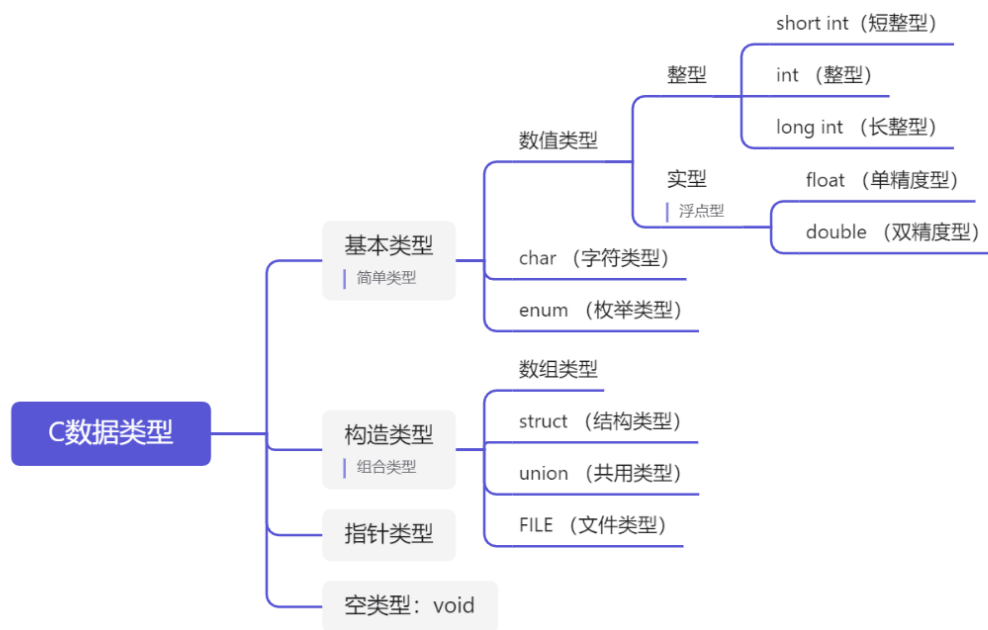 C数据类型
基本类型
简单类型
数值类型
整型
short int（短整型）
int （整型）
long int（长整型）
实型
浮点型
float （单精度型）
double （双精度型）
char （字符类型）
enum （枚举类型）
构造类型
组合类型
数组类型
struct（结构类型）
union（共用类型）
FILE （文件类型）
指针类型
空类型：void